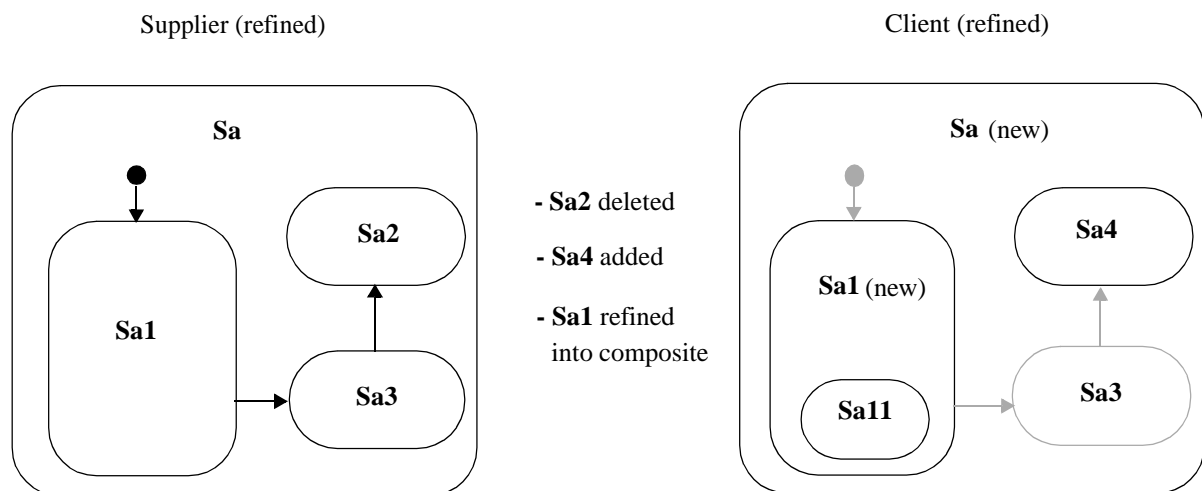 Supplier (refined)
Client (refined)
Sa
Sa1
Sa2
Sa3
- Sa2 deleted
- Sa4 added
- Sa1 refined
into composite
Sa (new)
Sa1 (new)
Sa11
Sa4
Sa3